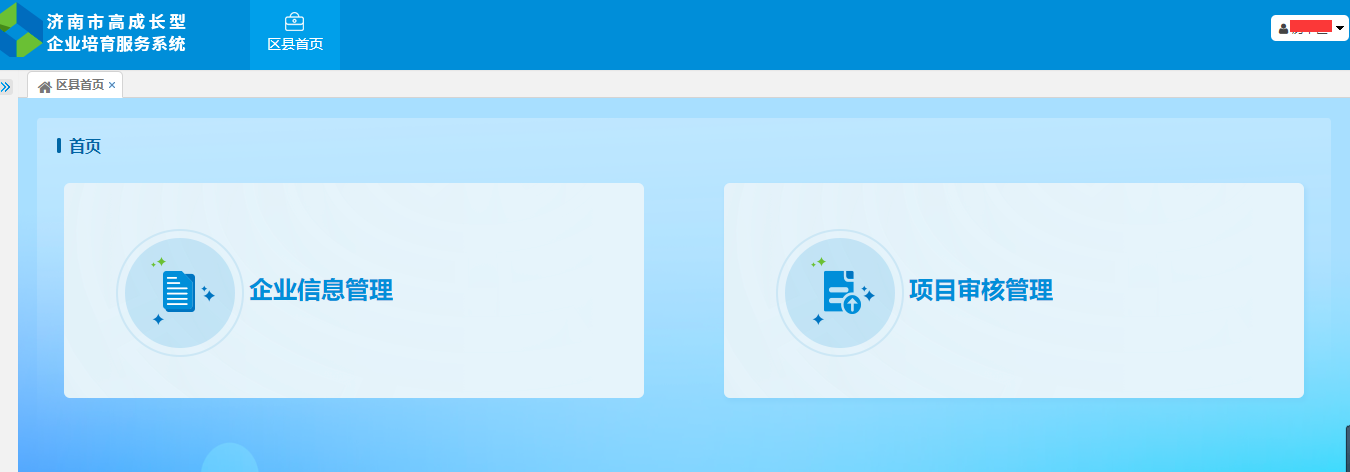 济南市高成长型
企业培育服务系统
区县首页
区县首页 ×
首页
企业信息管理
项目审核管理